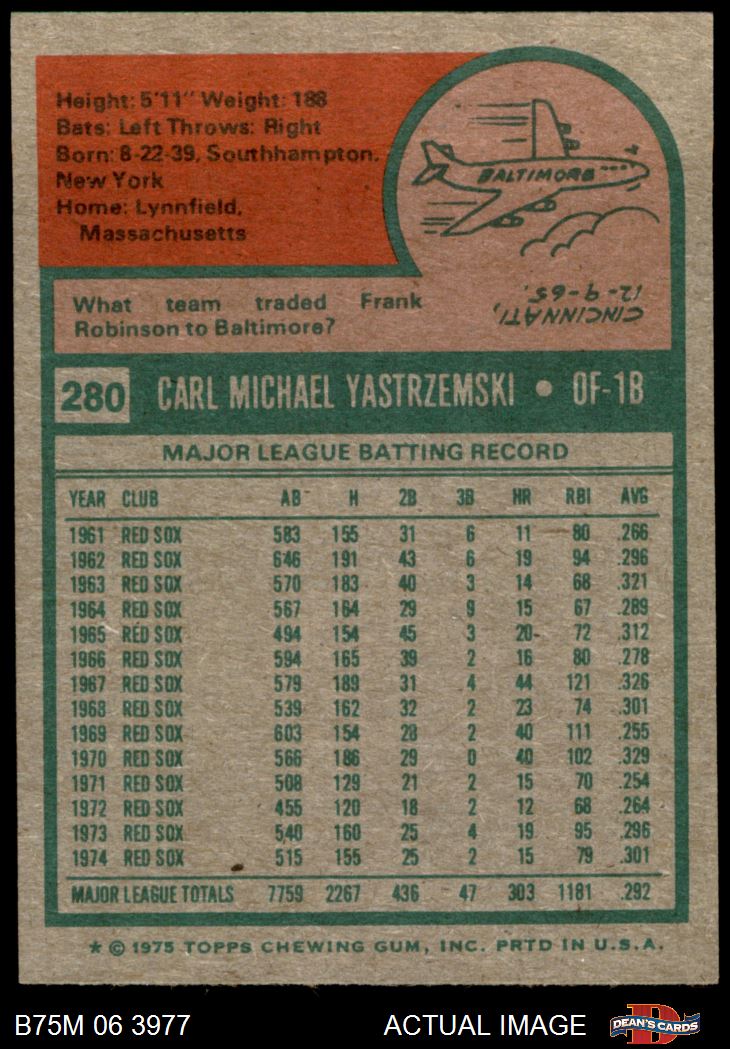 Height: 5'11" Weight: 188
Bats: Left Throws: Right
Born: 8-22-39, Southhampton,
New York
Home: Lynnfield,
Massachusetts
BALTIMORE
What team traded Frank
Robinson to Baltimore?
CINCINNATI,
12-9-65.
280 CARL MICHAEL YASTRZEMSKI • OF-1B
MAJOR LEAGUE BATTING RECORD
YEAR CLUB AB H 2B 3B HR RBI AVG
1961 RED SOX 583 155 31 6 11 80 .266
1962 RED SOX 646 191 43 6 19 94 .296
1963 RED SOX 570 183 40 3 14 68 .321
1964 RED SOX 567 164 29 9 15 67 .289
1965 RED SOX 494 154 45 3 20 72 .312
1966 RED SOX 594 165 39 2 16 80 .278
1967 RED SOX 579 189 31 4 44 121 .326
1968 RED SOX 539 162 32 2 23 74 .301
1969 RED SOX 603 154 28 2 40 111 .255
1970 RED SOX 566 186 29 0 40 102 .329
1971 RED SOX 508 129 21 2 15 70 .254
1972 RED SOX 455 120 18 2 12 68 .264
1973 RED SOX 540 160 25 4 19 95 .296
1974 RED SOX 515 155 25 2 15 79 .301
MAJOR LEAGUE TOTALS 7759 2267 436 47 303 1181 .292
* © 1975 TOPPS CHEWING GUM, INC. PRTD IN U.S.A.
B75M 06 3977 ACTUAL IMAGE DEAN'S CARDS